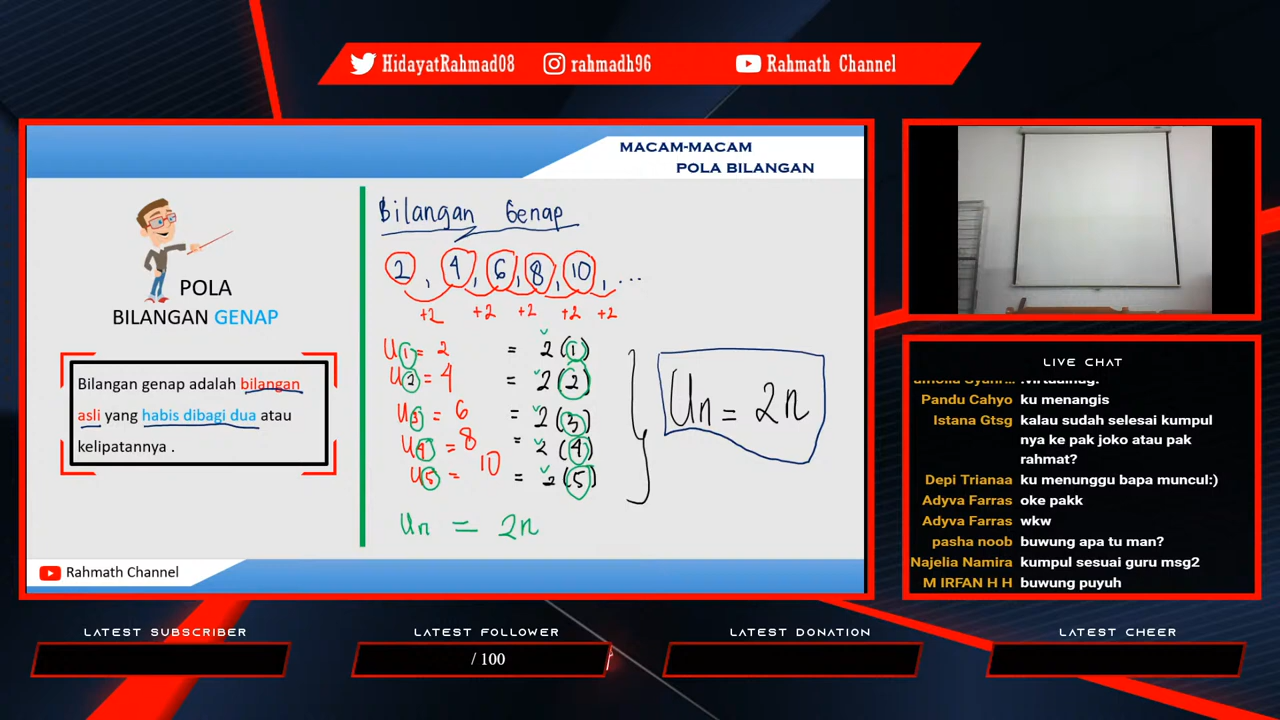 HidayatRahmad08 rahmadh96 Rahmath Channel
MACAM-MACAM
POLA BILANGAN
POLA
BILANGAN GENAP
Bilangan genap adalah bilangan
asli yang habis dibagi dua atau
kelipatannya .
Bilangan Genap
2, 4, 6, 8, 10, ...
+2 +2 +2 +2 +2
U1 = 2 = 2(1)
U2 = 4 = 2(2)
U3 = 6 = 2(3)
U4 = 8 = 2(4)
U5 = 10 = 2(5)
Un = 2n
Un = 2n
Rahmath Channel
LIVE CHAT
Pandu Cahyo ku menangis
Istana Gtsg kalau sudah selesai kumpul
nya ke pak joko atau pak
rahmat?
Depi Trianaa ku menunggu bapa muncul:)
Adyva Farras oke pakk
Adyva Farras wkw
pasha noob buwung apa tu man?
Najelia Namira kumpul sesuai guru msg2
M IRFAN H H buwung puyuh
LATEST SUBSCRIBER LATEST FOLLOWER LATEST DONATION LATEST CHEER
/ 100